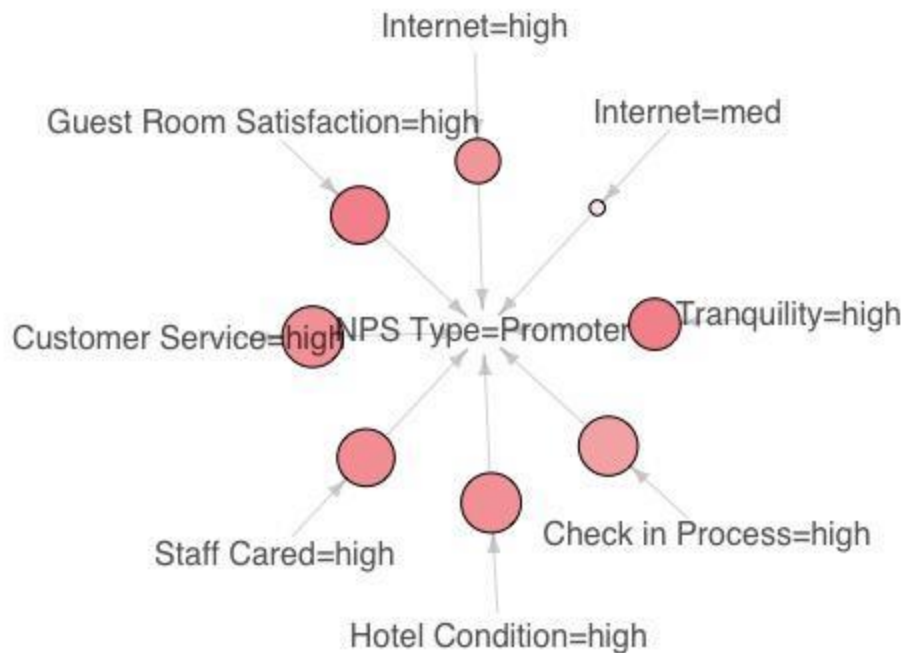 Internet=high
Internet=med
Guest Room Satisfaction=high
Tranquility=high
Customer Service=high
NPS Type=Promoter
Check in Process=high
Staff Cared=high
Hotel Condition=high